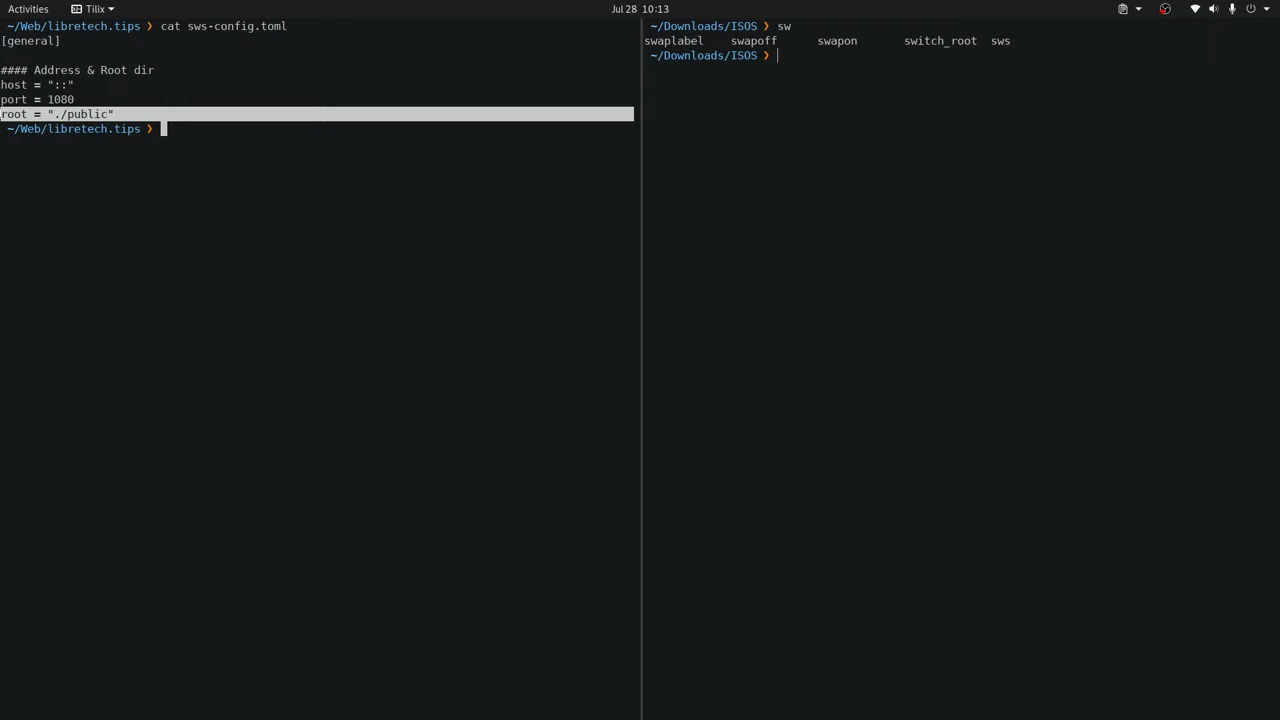 Activities Tilix Jul 28 10:13
~/Web/libretech.tips ❯ cat sws-config.toml
[general]
#### Address & Root dir
host = "::"
port = 1080
root = "./public"
~/Web/libretech.tips ❯
~/Downloads/ISOS ❯ sw
swaplabel swapoff swapon switch_root sws
~/Downloads/ISOS ❯